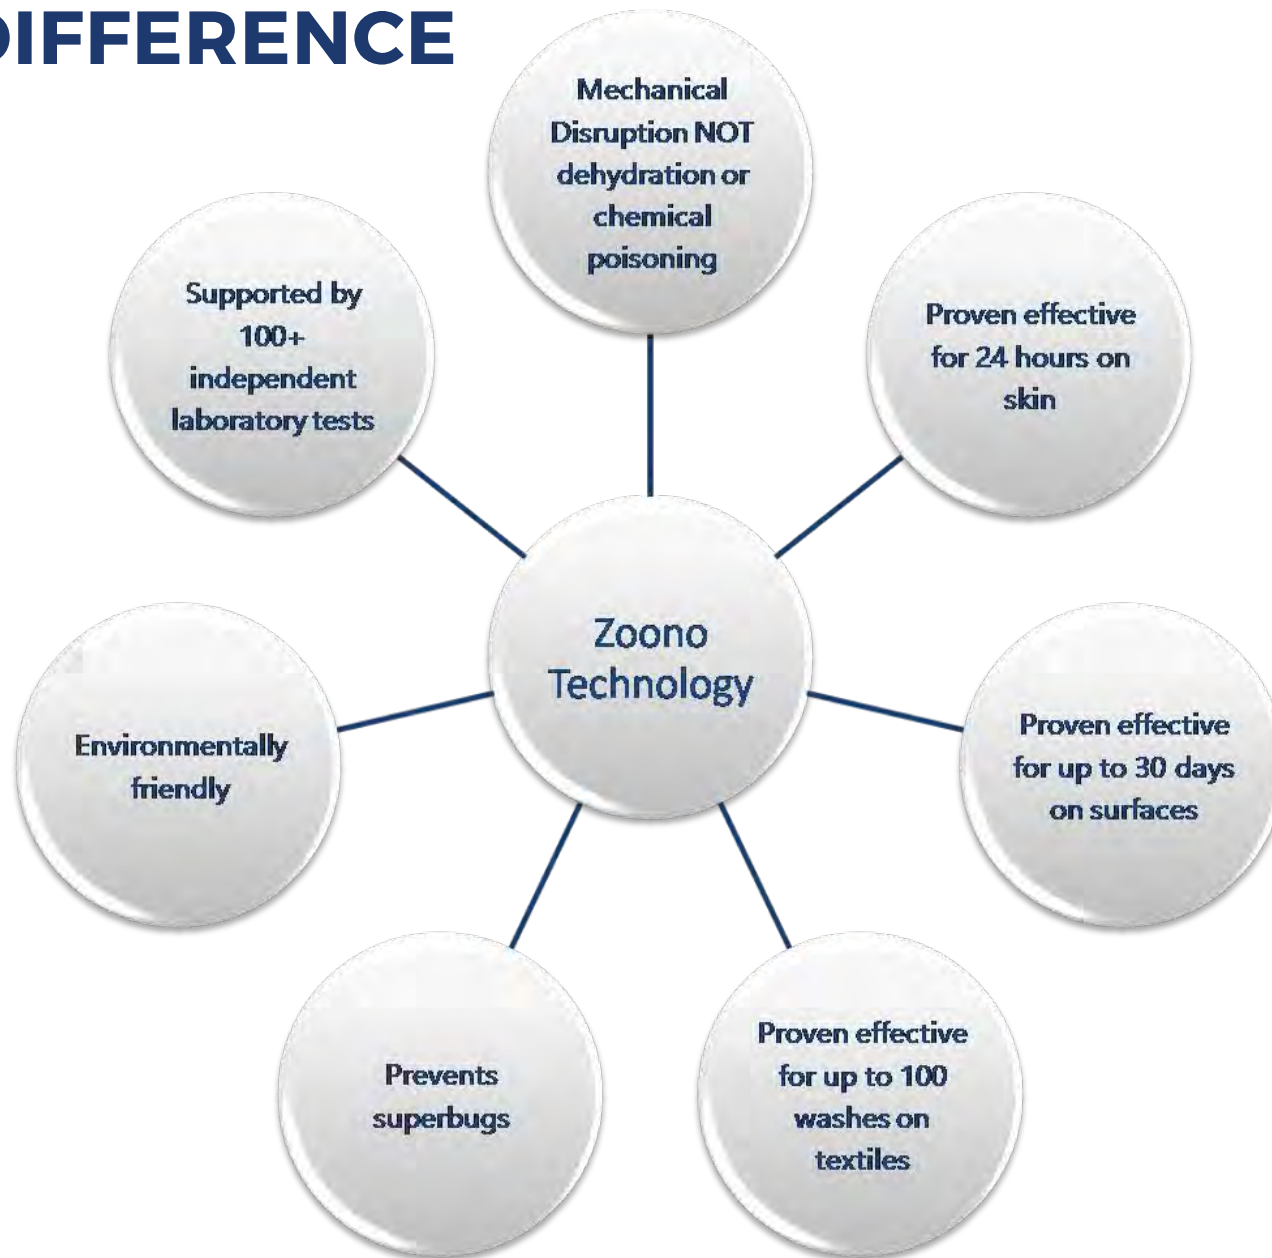 DIFFERENCE
Mechanical
Disruption NOT
dehydration or
chemical
poisoning
Proven effective
for 24 hours on
skin
Proven effective
for up to 30 days
on surfaces
Proven effective
for up to 100
washes on
textiles
Prevents
superbugs
Environmentally
friendly
Supported by
100+
independent
laboratory tests
Zoono
Technology